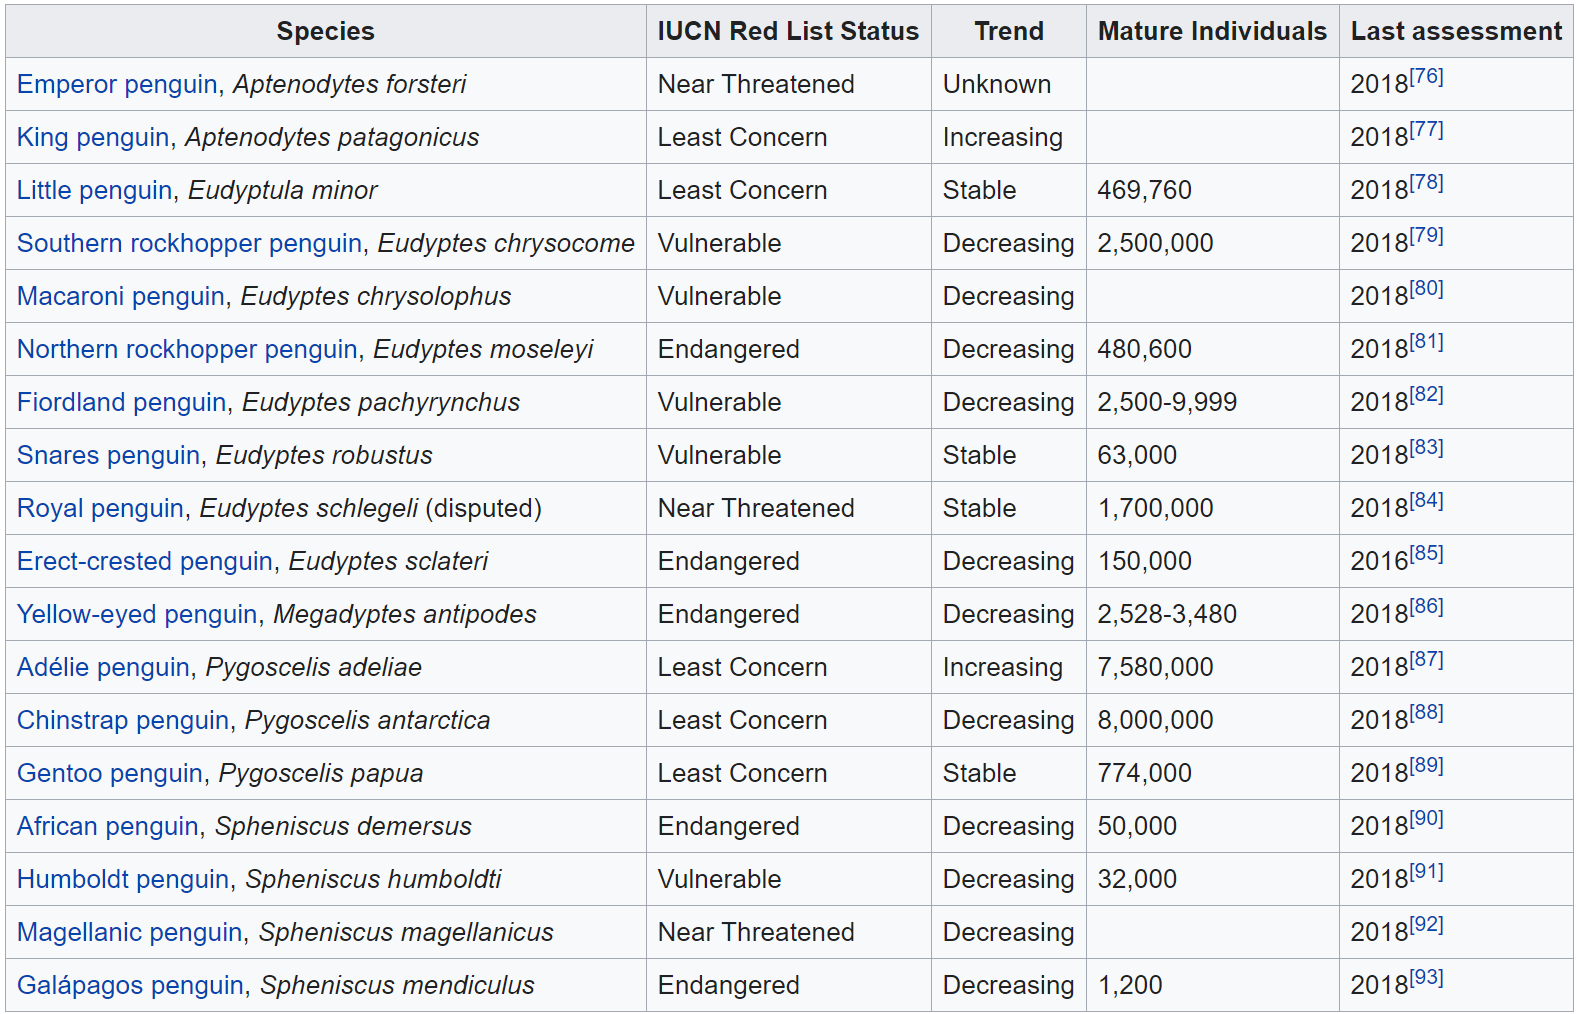 Species IUCN Red List Status Trend Mature Individuals Last assessment
Emperor penguin, Aptenodytes forsteri Near Threatened Unknown 2018[76]
King penguin, Aptenodytes patagonicus Least Concern Increasing 2018[77]
Little penguin, Eudyptula minor Least Concern Stable 469,760 2018[78]
Southern rockhopper penguin, Eudyptes chrysocome Vulnerable Decreasing 2,500,000 2018[79]
Macaroni penguin, Eudyptes chrysolophus Vulnerable Decreasing 2018[80]
Northern rockhopper penguin, Eudyptes moseleyi Endangered Decreasing 480,600 2018[81]
Fiordland penguin, Eudyptes pachyrynchus Vulnerable Decreasing 2,500-9,999 2018[82]
Snares penguin, Eudyptes robustus Vulnerable Stable 63,000 2018[83]
Royal penguin, Eudyptes schlegeli (disputed) Near Threatened Stable 1,700,000 2018[84]
Erect-crested penguin, Eudyptes sclateri Endangered Decreasing 150,000 2016[85]
Yellow-eyed penguin, Megadyptes antipodes Endangered Decreasing 2,528-3,480 2018[86]
Adélie penguin, Pygoscelis adeliae Least Concern Increasing 7,580,000 2018[87]
Chinstrap penguin, Pygoscelis antarctica Least Concern Decreasing 8,000,000 2018[88]
Gentoo penguin, Pygoscelis papua Least Concern Stable 774,000 2018[89]
African penguin, Spheniscus demersus Endangered Decreasing 50,000 2018[90]
Humboldt penguin, Spheniscus humboldti Vulnerable Decreasing 32,000 2018[91]
Magellanic penguin, Spheniscus magellanicus Near Threatened Decreasing 2018[92]
Galápagos penguin, Spheniscus mendiculus Endangered Decreasing 1,200 2018[93]